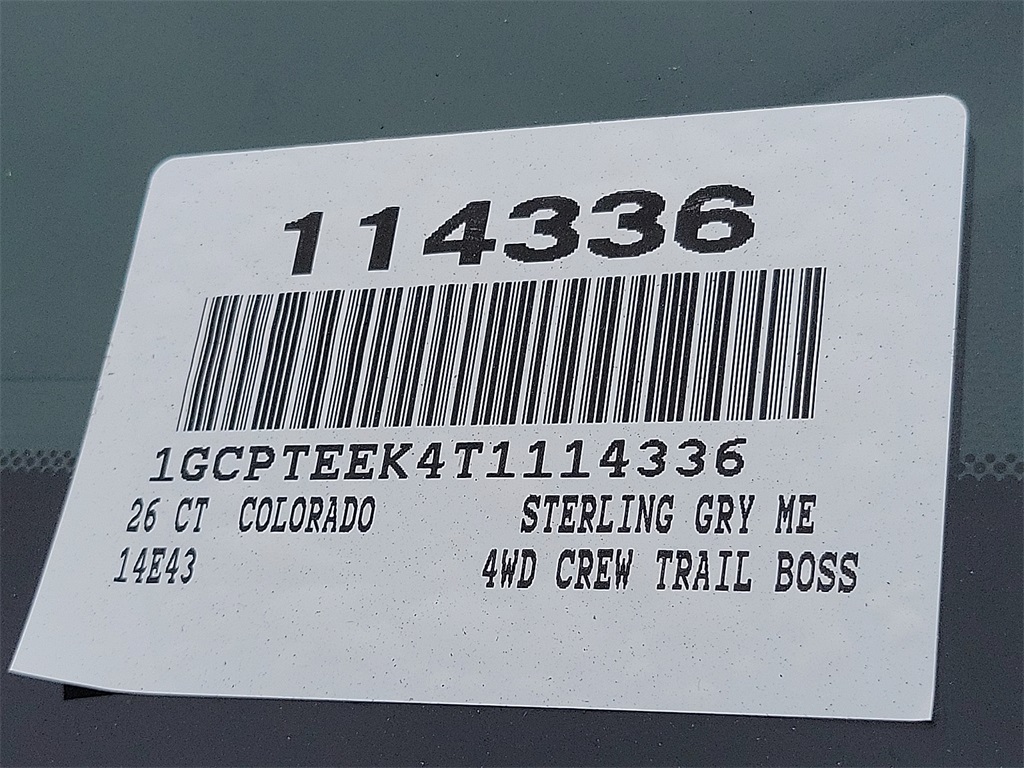 114336
1GCPTEEK4T1114336
26 CT COLORADO STERLING GRY ME
14E43 4WD CREW TRAIL BOSS